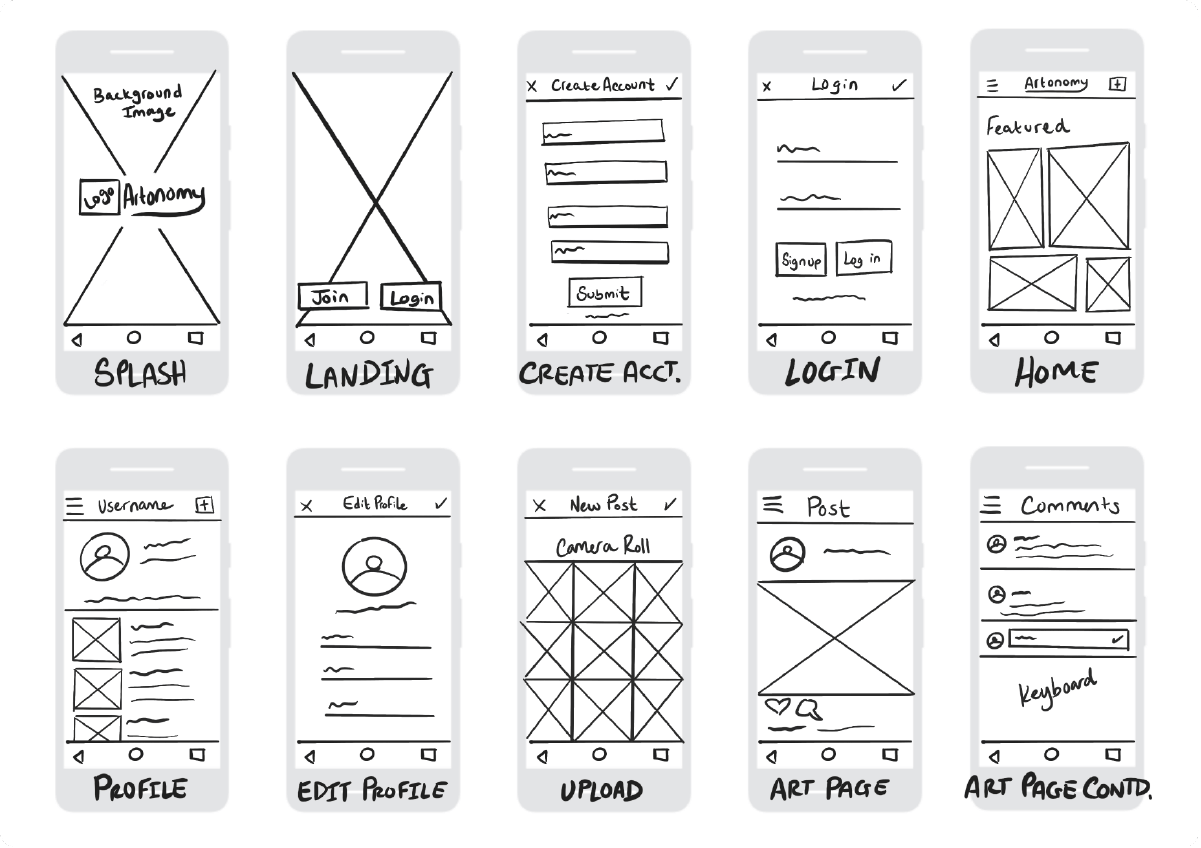 Background
Image
Logo Artonomy
SPLASH
Join Login
LANDING
Create Account
Submit
CREATE ACCT.
Login
Signup Log in
LOGIN
Artonomy
Featured
HOME
Username
PROFILE
Edit Profile
EDIT PROFILE
New Post
Camera Roll
UPLOAD
Post
ART PAGE
Comments
Keyboard
ART PAGE CONTD.